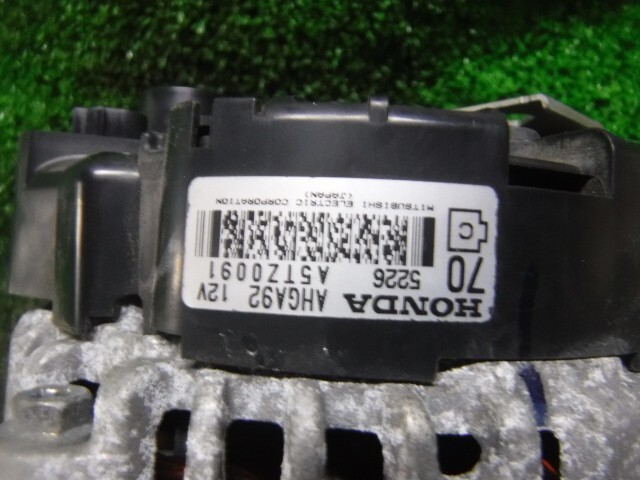 HONDA AHGA92 12V
70 5226 A5TZ0091
C
MITSUBISHI ELECTRIC CORPORATION
(JAPAN)